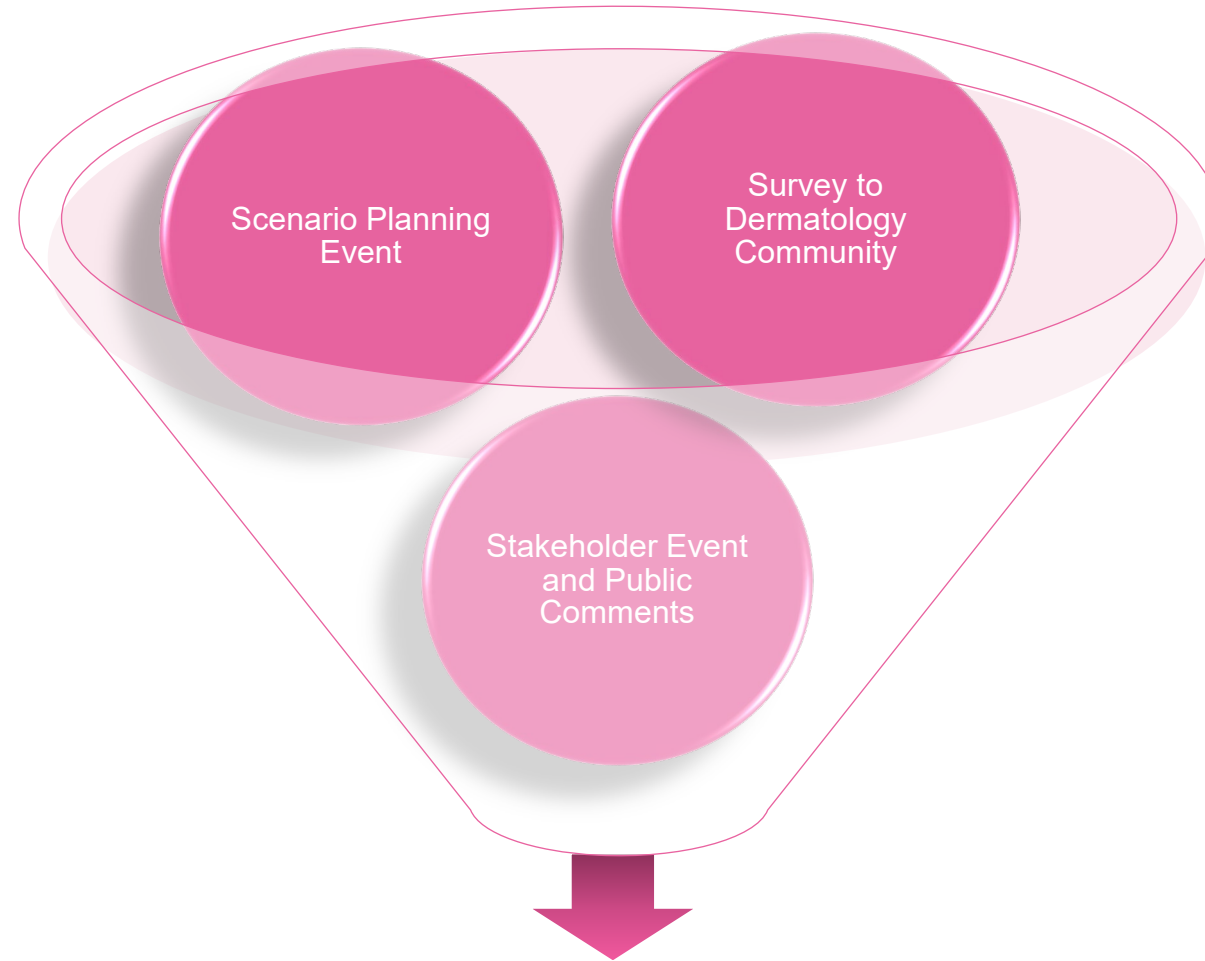 Scenario Planning
Event
Survey to
Dermatology
Community
Stakeholder Event
and Public
Comments